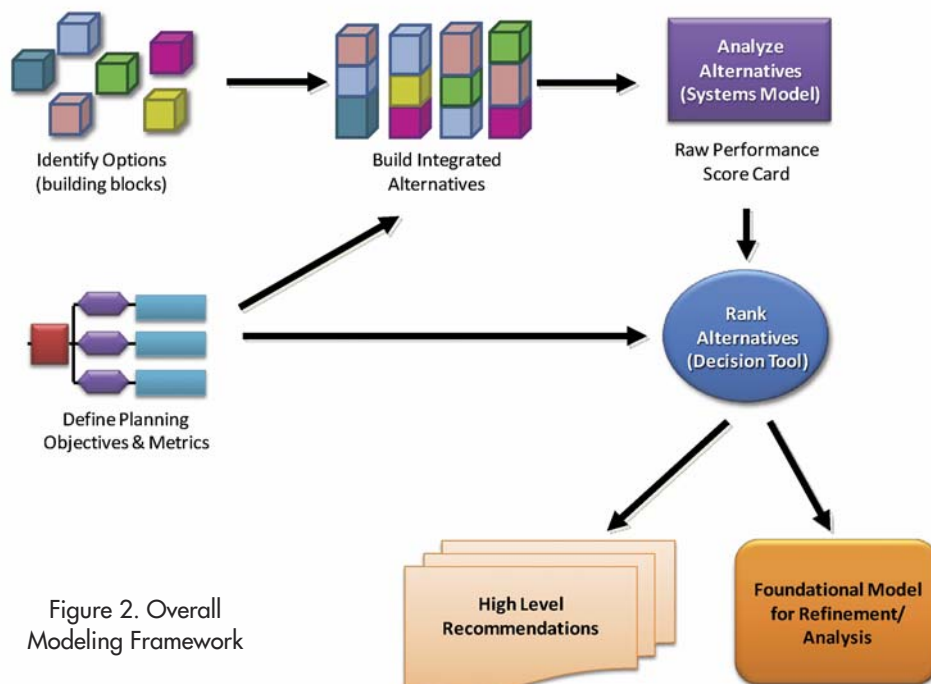 Identify Options
(building blocks)
Build Integrated
Alternatives
Analyze
Alternatives
(Systems Model)
Raw Performance
Score Card
Define Planning
Objectives & Metrics
Rank
Alternatives
(Decision Tool)
High Level
Recommendations
Foundational Model
for Refinement/
Analysis
Figure 2. Overall
Modeling Framework